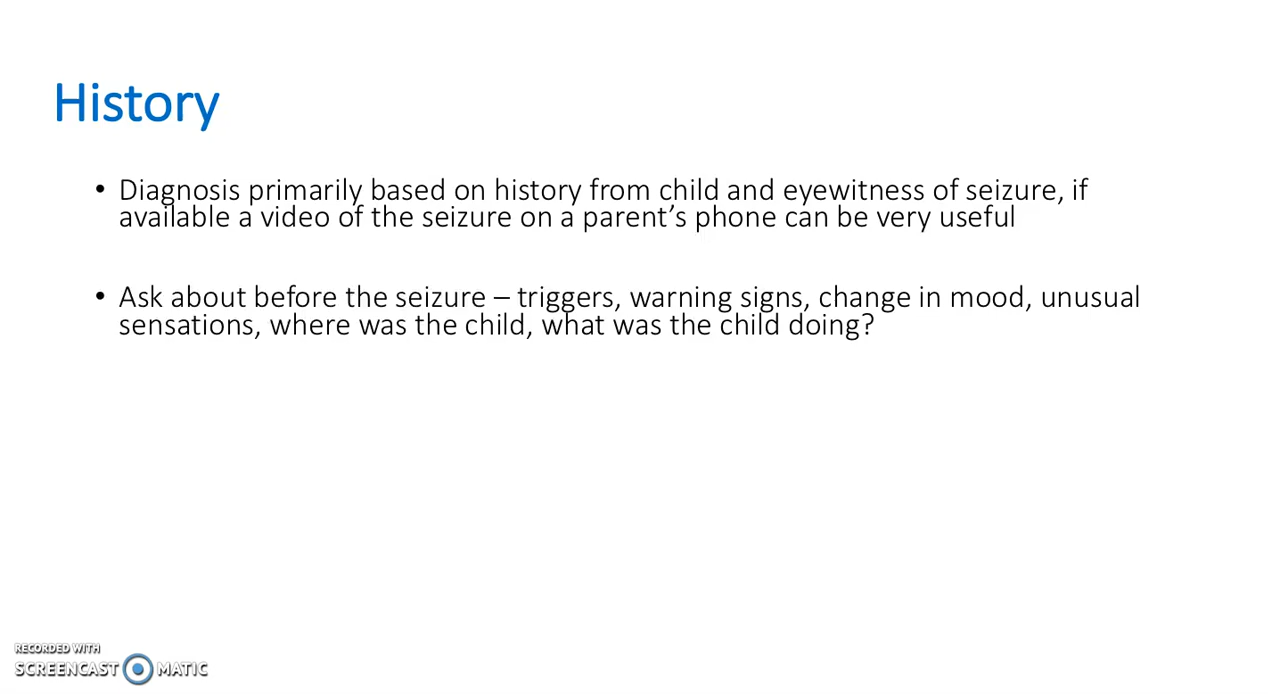 History
• Diagnosis primarily based on history from child and eyewitness of seizure, if
available a video of the seizure on a parent’s phone can be very useful
• Ask about before the seizure – triggers, warning signs, change in mood, unusual
sensations, where was the child, what was the child doing?
RECORDED WITH
SCREENCAST MATIC